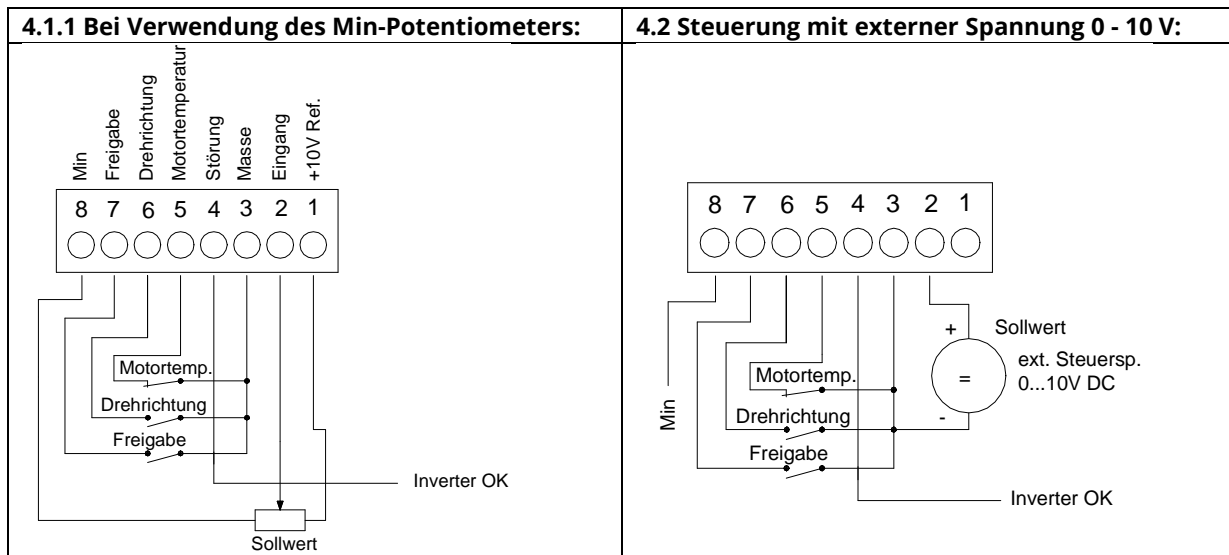 4.1.1 Bei Verwendung des Min-Potentiometers:
Min
Freigabe
Drehrichtung
Motortemperatur
Störung
Masse
Eingang
+10V Ref.
8 7 6 5 4 3 2 1
Motortemp.
Drehrichtung
Freigabe
Inverter OK
Sollwert
4.2 Steuerung mit externer Spannung 0 - 10 V:
8 7 6 5 4 3 2 1
+ Sollwert
ext. Steuersp.
= 0...10V DC
-
Min
Motortemp.
Drehrichtung
Freigabe
Inverter OK